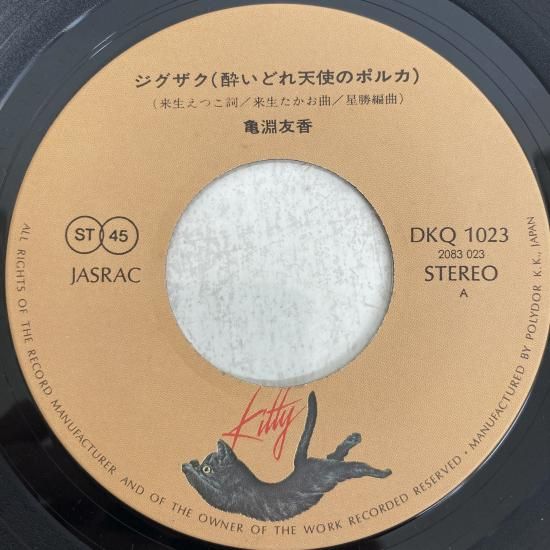 ジグザク(酔いどれ天使のポルカ)
(来生えつこ詞/来生たかお曲/星勝編曲)
亀淵友香
ST 45
JASRAC
DKQ 1023
2083 023
STEREO
A
Kitty
ALL RIGHTS OF THE RECORD MANUFACTURER AND OF THE OWNER OF THE WORK RECORDED RESERVED • MANUFACTURED BY POLYDOR K.K., JAPAN